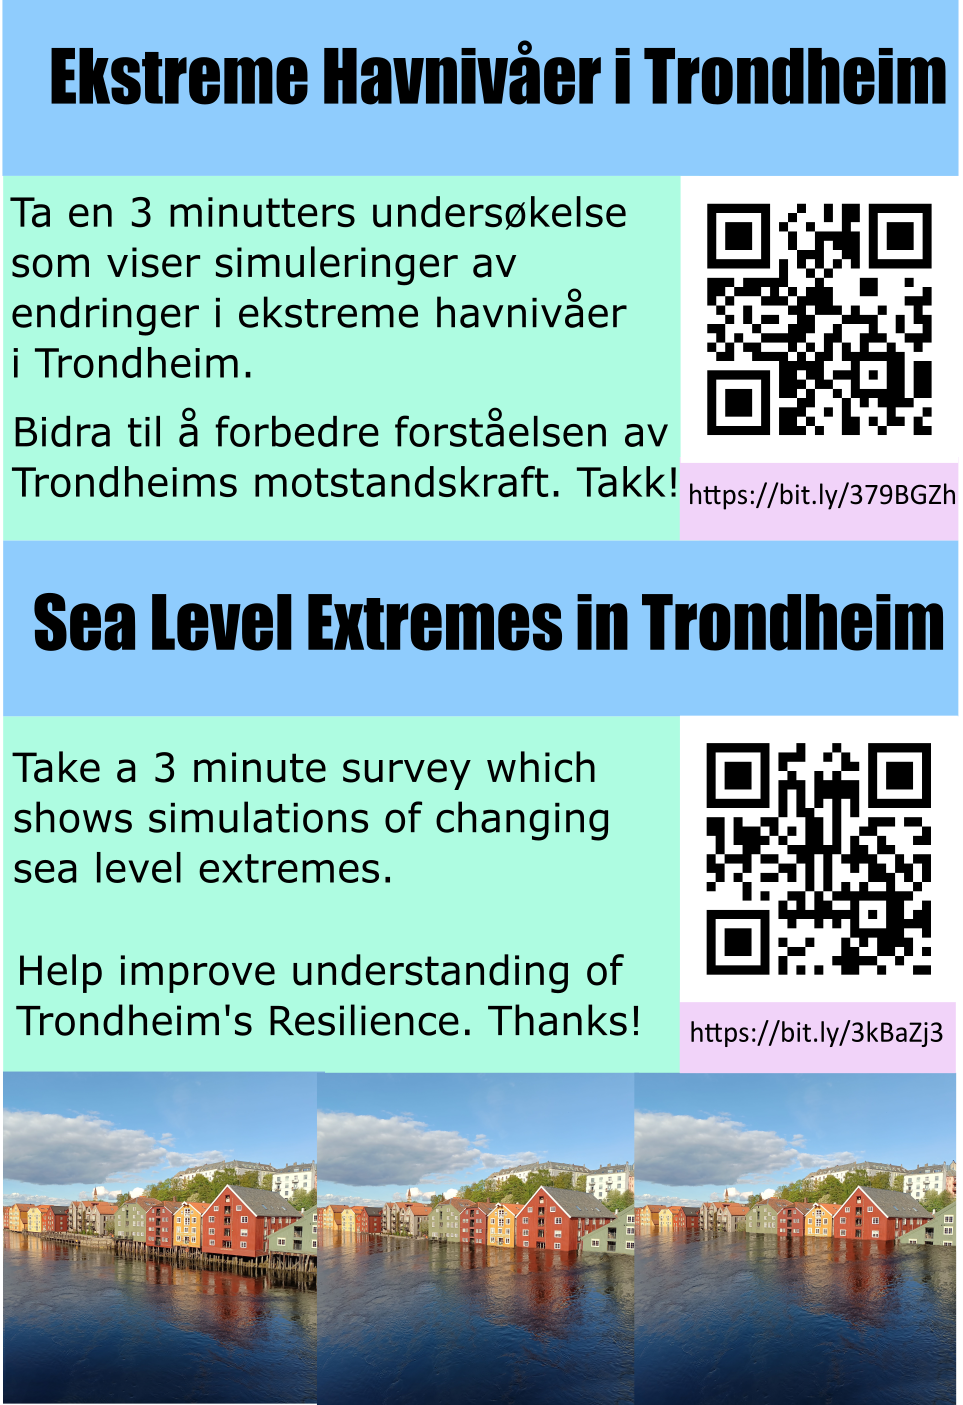 Ekstreme Havnivåer i Trondheim
Ta en 3 minutters undersøkelse
som viser simuleringer av
endringer i ekstreme havnivåer
i Trondheim.
Bidra til å forbedre forståelsen av
Trondheims motstandskraft. Takk!
https://bit.ly/379BGZh
Sea Level Extremes in Trondheim
Take a 3 minute survey which
shows simulations of changing
sea level extremes.
Help improve understanding of
Trondheim's Resilience. Thanks!
https://bit.ly/3kBaZj3